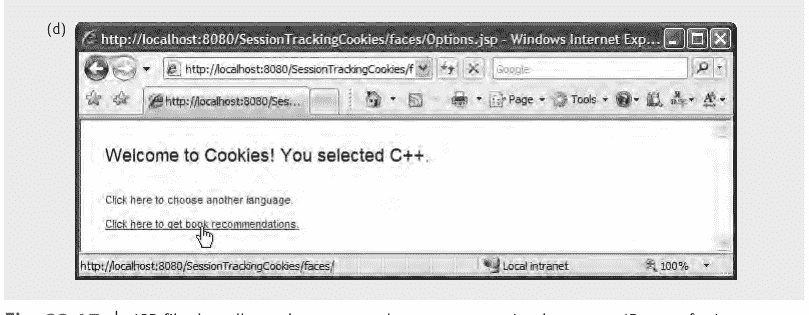 (d)
http://localhost:8080/SessionTrackingCookies/faces/Options.jsp - Windows Internet Exp...
http://localhost:8080/SessionTrackingCookies/f
Google
http://localhost:8080/Ses...
Page
Tools
Welcome to Cookies! You selected C++.
Click here to choose another language.
Click here to get book recommendations.
http://localhost:8080/SessionTrackingCookies/faces/
Local intranet
100%